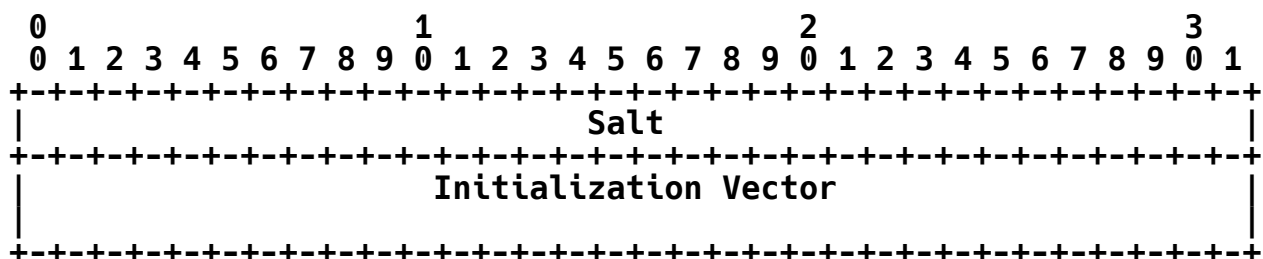 0                   1                   2                   3
 0 1 2 3 4 5 6 7 8 9 0 1 2 3 4 5 6 7 8 9 0 1 2 3 4 5 6 7 8 9 0 1
+-+-+-+-+-+-+-+-+-+-+-+-+-+-+-+-+-+-+-+-+-+-+-+-+-+-+-+-+-+-+-+-+
|                             Salt                              |
+-+-+-+-+-+-+-+-+-+-+-+-+-+-+-+-+-+-+-+-+-+-+-+-+-+-+-+-+-+-+-+-+
|                     Initialization Vector                     |
|                                                               |
+-+-+-+-+-+-+-+-+-+-+-+-+-+-+-+-+-+-+-+-+-+-+-+-+-+-+-+-+-+-+-+-+